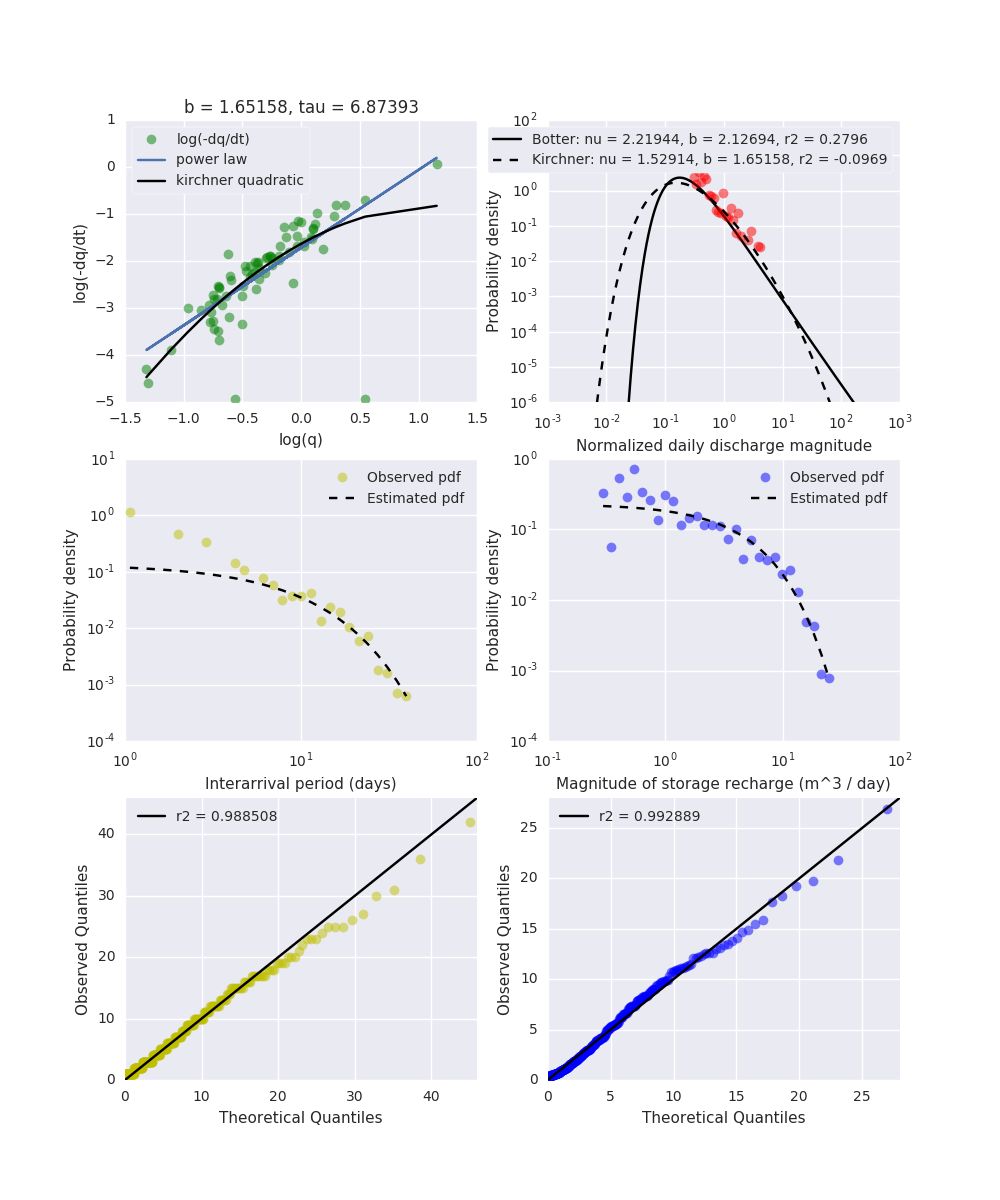 b = 1.65158, tau = 6.87393
log(-dq/dt)
power law
kirchner quadratic
1
0
−1
−2
−3
−4
−5
log(-dq/dt)
−1.5 −1.0 −0.5 0.0 0.5 1.0 1.5
log(q)
Botter: nu = 2.21944, b = 2.12694, r2 = 0.2796
Kirchner: nu = 1.52914, b = 1.65158, r2 = -0.0969
10^2
10^0
10^-1
10^-2
10^-3
10^-4
10^-5
10^-6
Probability density
10^-3 10^-2 10^-1 10^0 10^1 10^2 10^3
Normalized daily discharge magnitude
Observed pdf
Estimated pdf
10^1
10^0
10^-1
10^-2
10^-3
10^-4
Probability density
10^0 10^1 10^2
Interarrival period (days)
Observed pdf
Estimated pdf
10^0
10^-1
10^-2
10^-3
10^-4
Probability density
10^-1 10^0 10^1 10^2
Magnitude of storage recharge (m^3 / day)
r2 = 0.988508
40
30
20
10
0
Observed Quantiles
0 10 20 30 40
Theoretical Quantiles
r2 = 0.992889
25
20
15
10
5
0
Observed Quantiles
0 5 10 15 20 25
Theoretical Quantiles